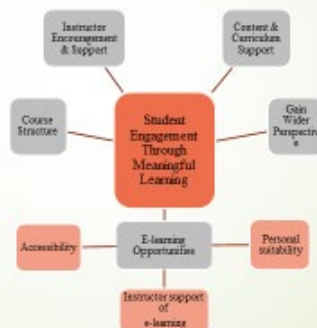 Instructor
Encouragement
& Support
Content &
Curriculum
Support
Course
Structure
Student
Engagement
Through
Meaningful
Learning
Gain
Wider
Perspectiv
e
Accessibility
E-learning
Opportunities
Personal
suitability
Instructor support
of
e-learning